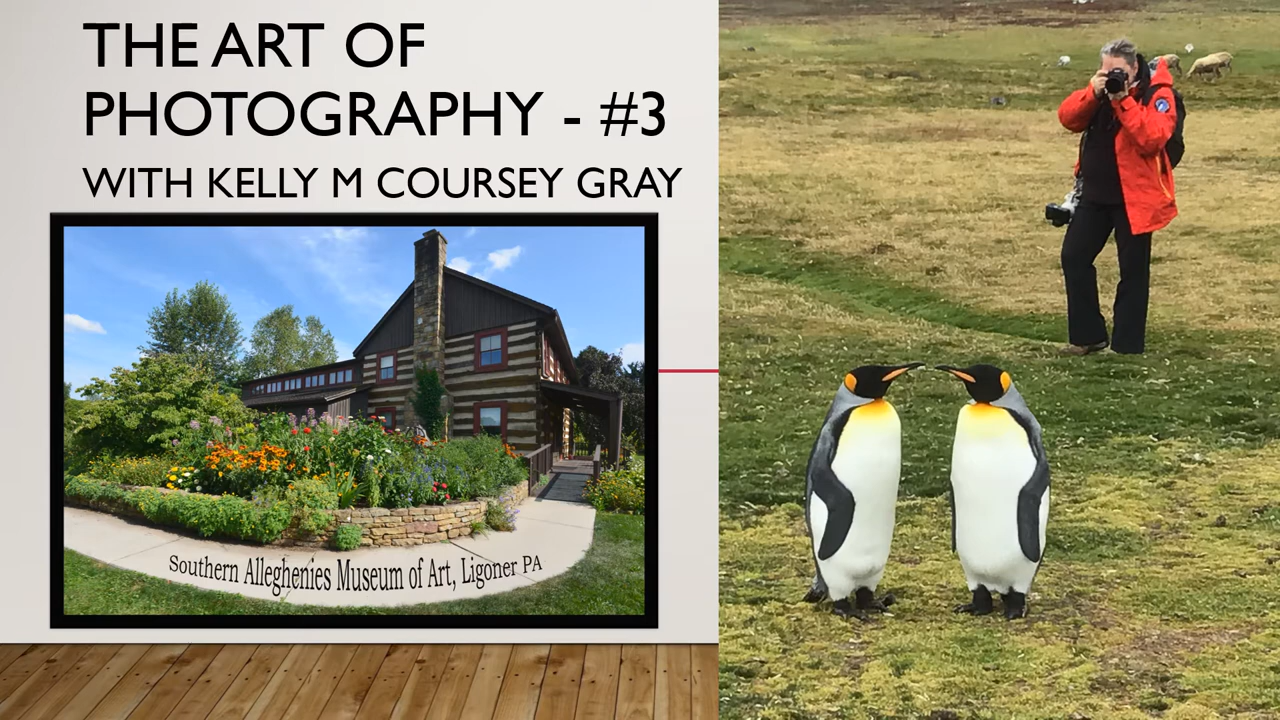 THE ART OF
PHOTOGRAPHY - #3
WITH KELLY M COURSEY GRAY
Southern Alleghenies Museum of Art, Ligoner PA